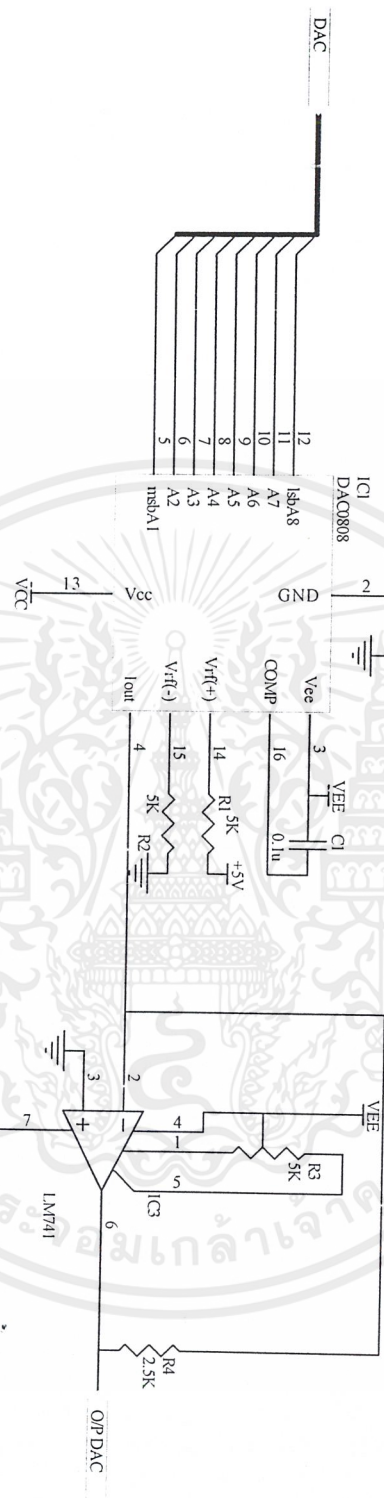 DAC
IC1
DAC0808
12
11
10
9
8
7
6
5
lsbA8
A7
A6
A5
A4
A3
A2
msbA1
GND
2
Vcc
13
VCC
Vee
3
VEE
COMP
16
C1
0.1u
Vrf(+)
14
R1
5K
+5V
Vrf(-)
15
5K
R2
Iout
4
2
3
4
1
5
7
6
VEE
R3
5K
IC3
LM741
R4
2.5K
O/P DAC